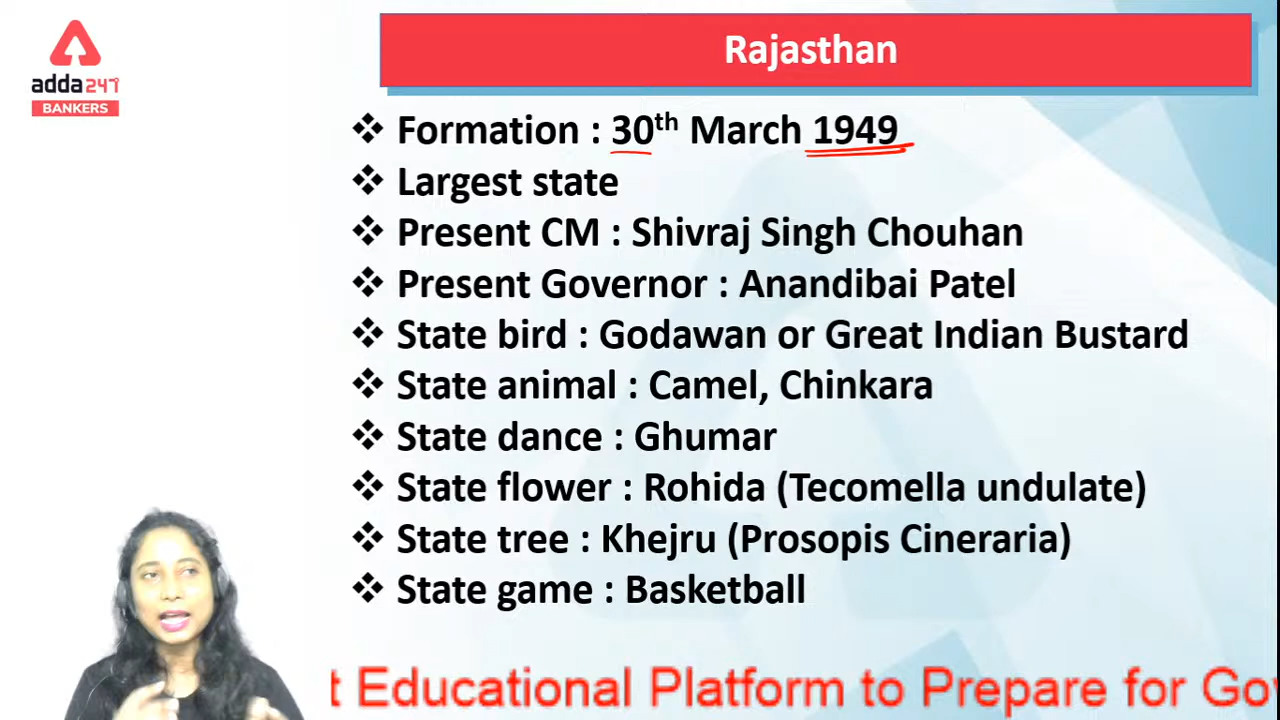 adda247
BANKERS
Rajasthan
❖ Formation : 30th March 1949
❖ Largest state
❖ Present CM : Shivraj Singh Chouhan
❖ Present Governor : Anandibai Patel
❖ State bird : Godawan or Great Indian Bustard
❖ State animal : Camel, Chinkara
❖ State dance : Ghumar
❖ State flower : Rohida (Tecomella undulate)
❖ State tree : Khejru (Prosopis Cineraria)
❖ State game : Basketball
t Educational Platform to Prepare for Gov